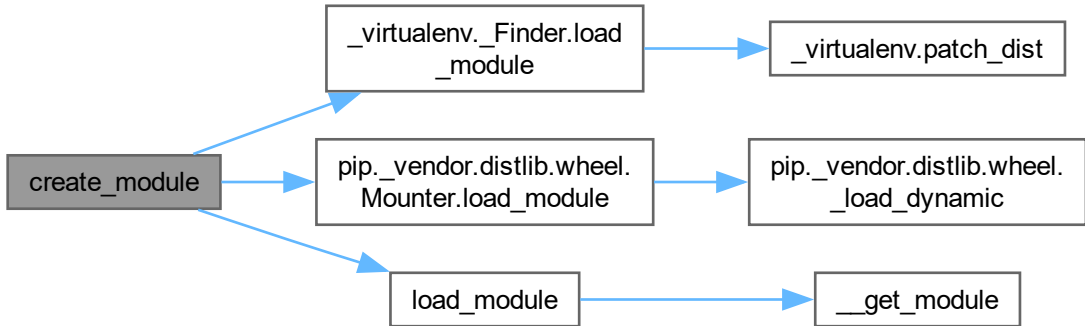 _virtualenv._Finder.load
_module
_virtualenv.patch_dist
create_module
pip._vendor.distlib.wheel.
Mounter.load_module
pip._vendor.distlib.wheel.
_load_dynamic
load_module
__get_module